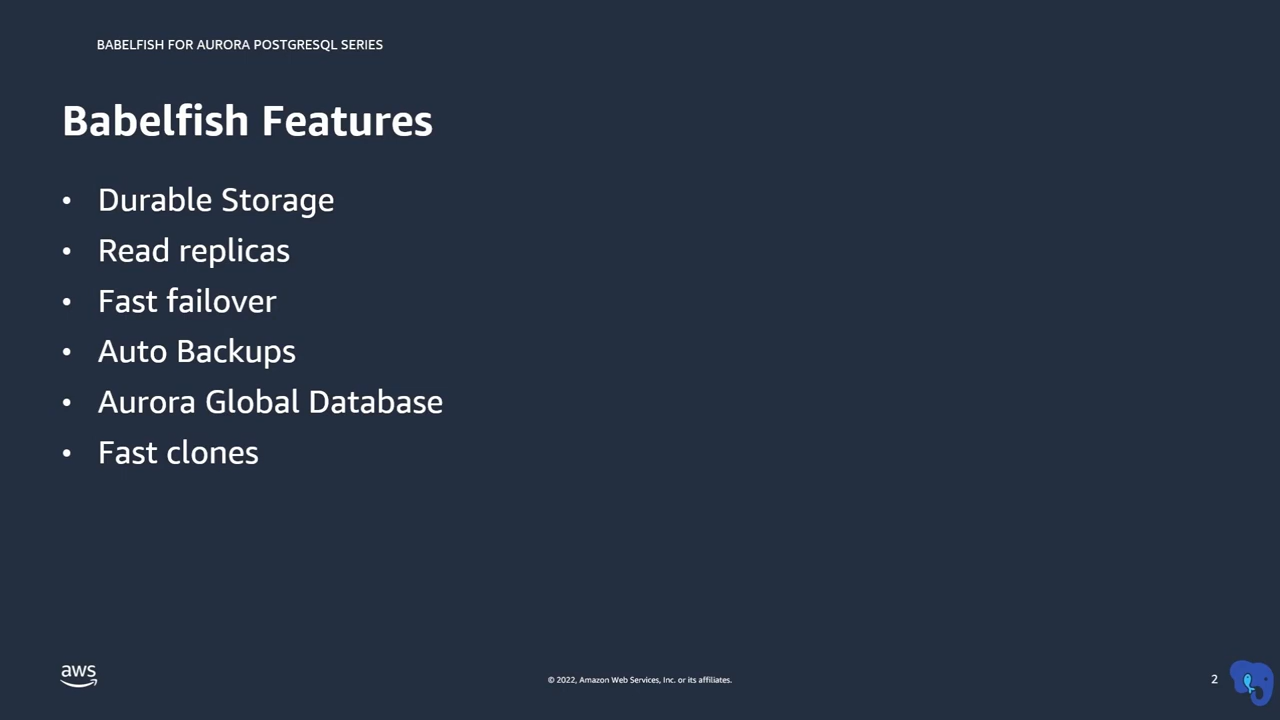 BABELFISH FOR AURORA POSTGRESQL SERIES
Babelfish Features
• Durable Storage
• Read replicas
• Fast failover
• Auto Backups
• Aurora Global Database
• Fast clones
aws
© 2022, Amazon Web Services, Inc. or its affiliates.
2